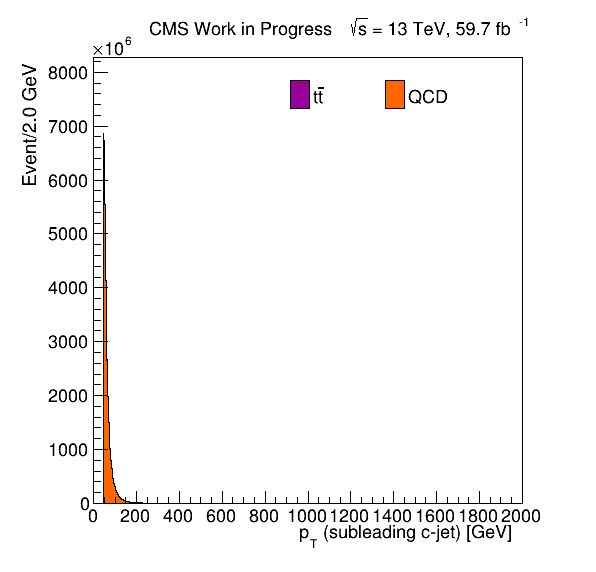 CMS Work in Progress √s = 13 TeV, 59.7 fb⁻¹
×10⁶
Event/2.0 GeV
8000
7000
6000
5000
4000
3000
2000
1000
0
tt̄ QCD
0 200 400 600 800 1000 1200 1400 1600 1800 2000
p_T (subleading c-jet) [GeV]